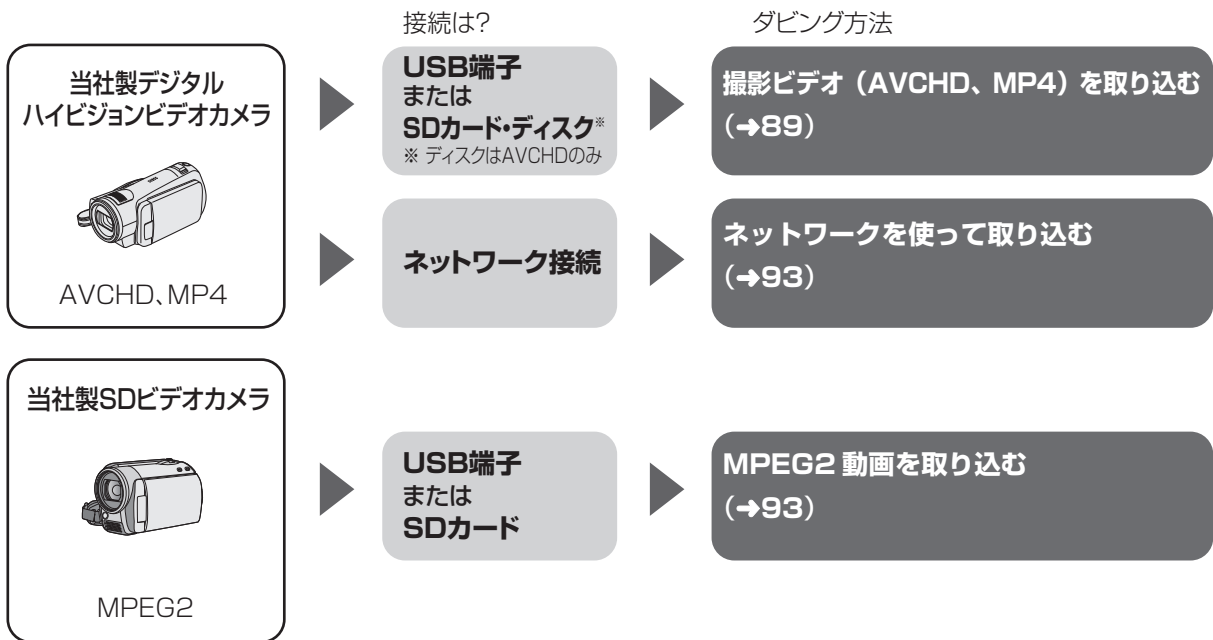 接続は?
ダビング方法
当社製デジタル
ハイビジョンビデオカメラ
AVCHD、MP4
USB端子
または
SDカード・ディスク※
※ ディスクはAVCHDのみ
撮影ビデオ（AVCHD、MP4）を取り込む
（➜89）
ネットワーク接続
ネットワークを使って取り込む
（➜93）
当社製SDビデオカメラ
MPEG2
USB端子
または
SDカード
MPEG2 動画を取り込む
（➜93）